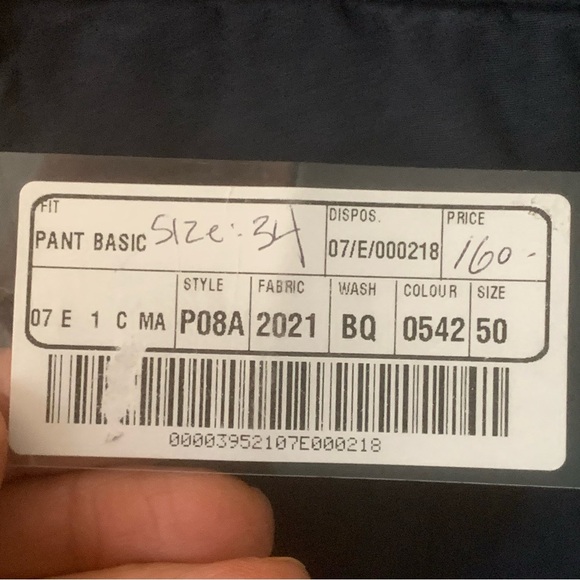 FIT
PANT BASIC Size: 34
DISPOS.
07/E/000218
PRICE
160-
07 E 1 C MA
STYLE
P08A
FABRIC
2021
WASH
BQ
COLOUR
0542
SIZE
50
00003952107E000218